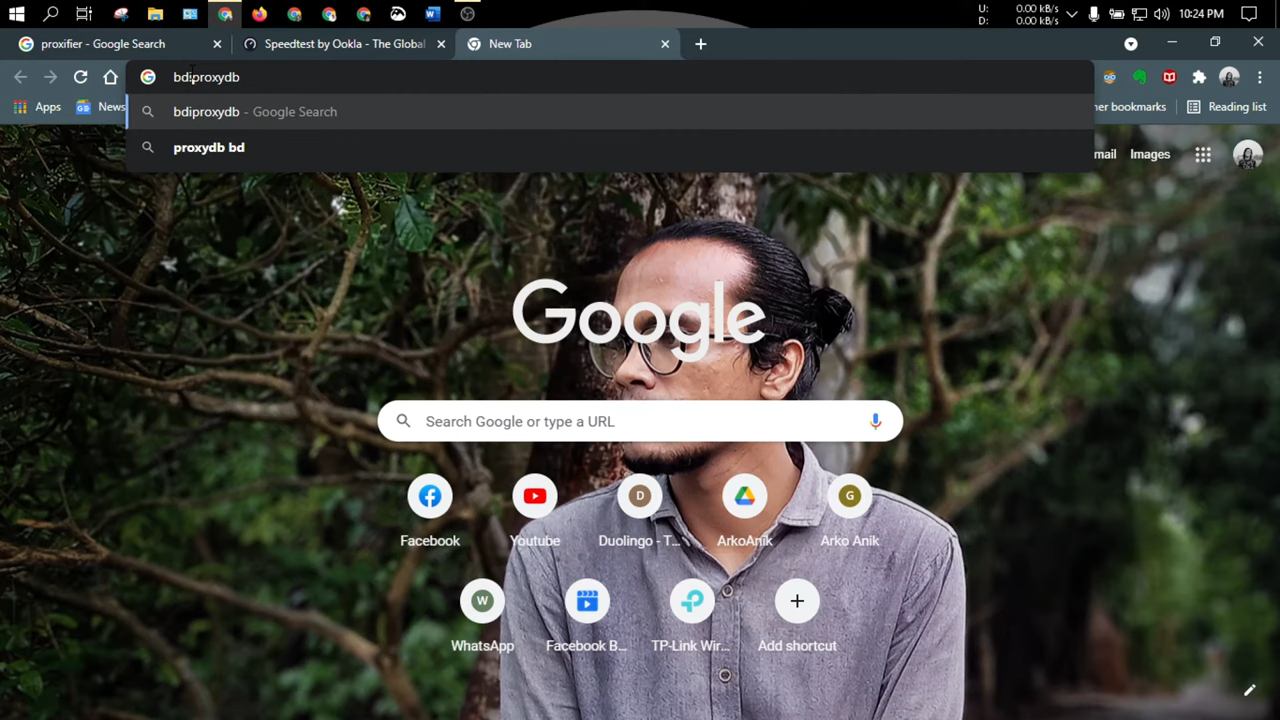 U: 0.00 kB/s
D: 0.00 kB/s
10:24 PM
proxifier - Google Search
Speedtest by Ookla - The Global
New Tab
bdiproxydb
Apps
News
bdiproxydb - Google Search
her bookmarks
Reading list
proxydb bd
mail
Images
Google
Search Google or type a URL
Facebook
Youtube
D
Duolingo - T...
ArkoAnik
G
Arko Anik
W
WhatsApp
Facebook B...
TP-Link Wir...
Add shortcut